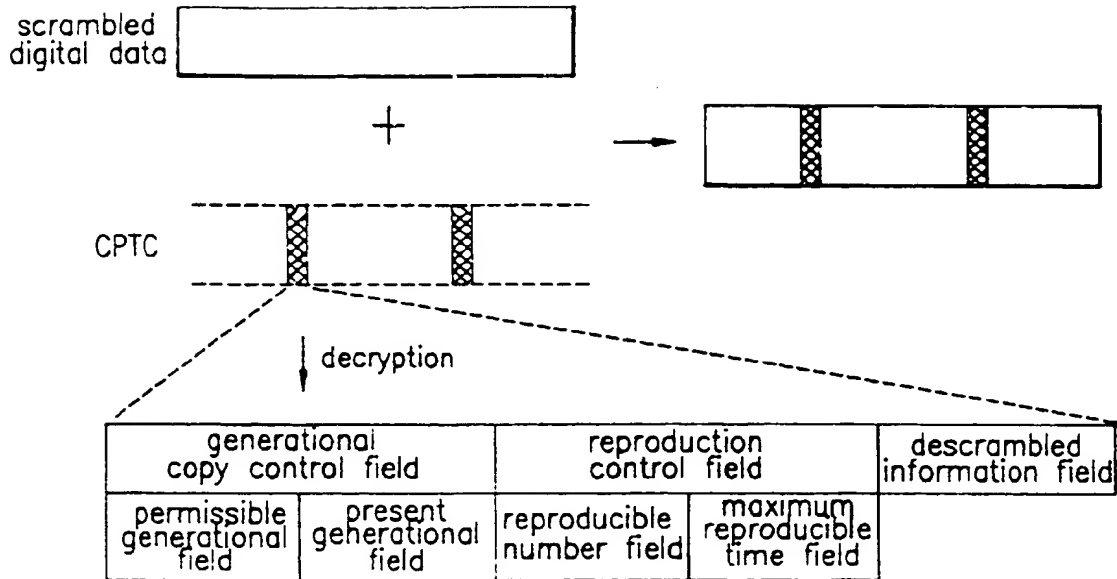 scrambled
digital data
CPTC
decryption
generational
copy control field
reproduction
control field
descrambled
information field
permissible
generational
field
present
generational
field
reproducible
number field
maximum
reproducible
time field